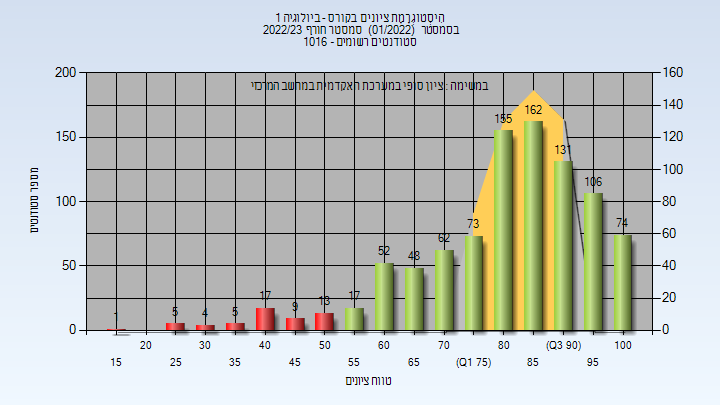 היסטוגרמת ציונים בקורס - ביולוגיה 1
בסמסטר (01/2022) סמסטר חורף 2022/23
סטודנטים רשומים - 1016
במשימה : ציון סופי במערכת האקדמית במחשב המרכזי
200 160
140
150 120
100
100 80
60
50 40
20
0 0
מספר סטודנטים
1 5 4 5 17 9 13 17 52 48 62 73 155 162 131 106 74
20 30 40 50 60 70 80 (Q3 90) 100
15 25 35 45 55 65 (Q1 75) 85 95
טווח ציונים